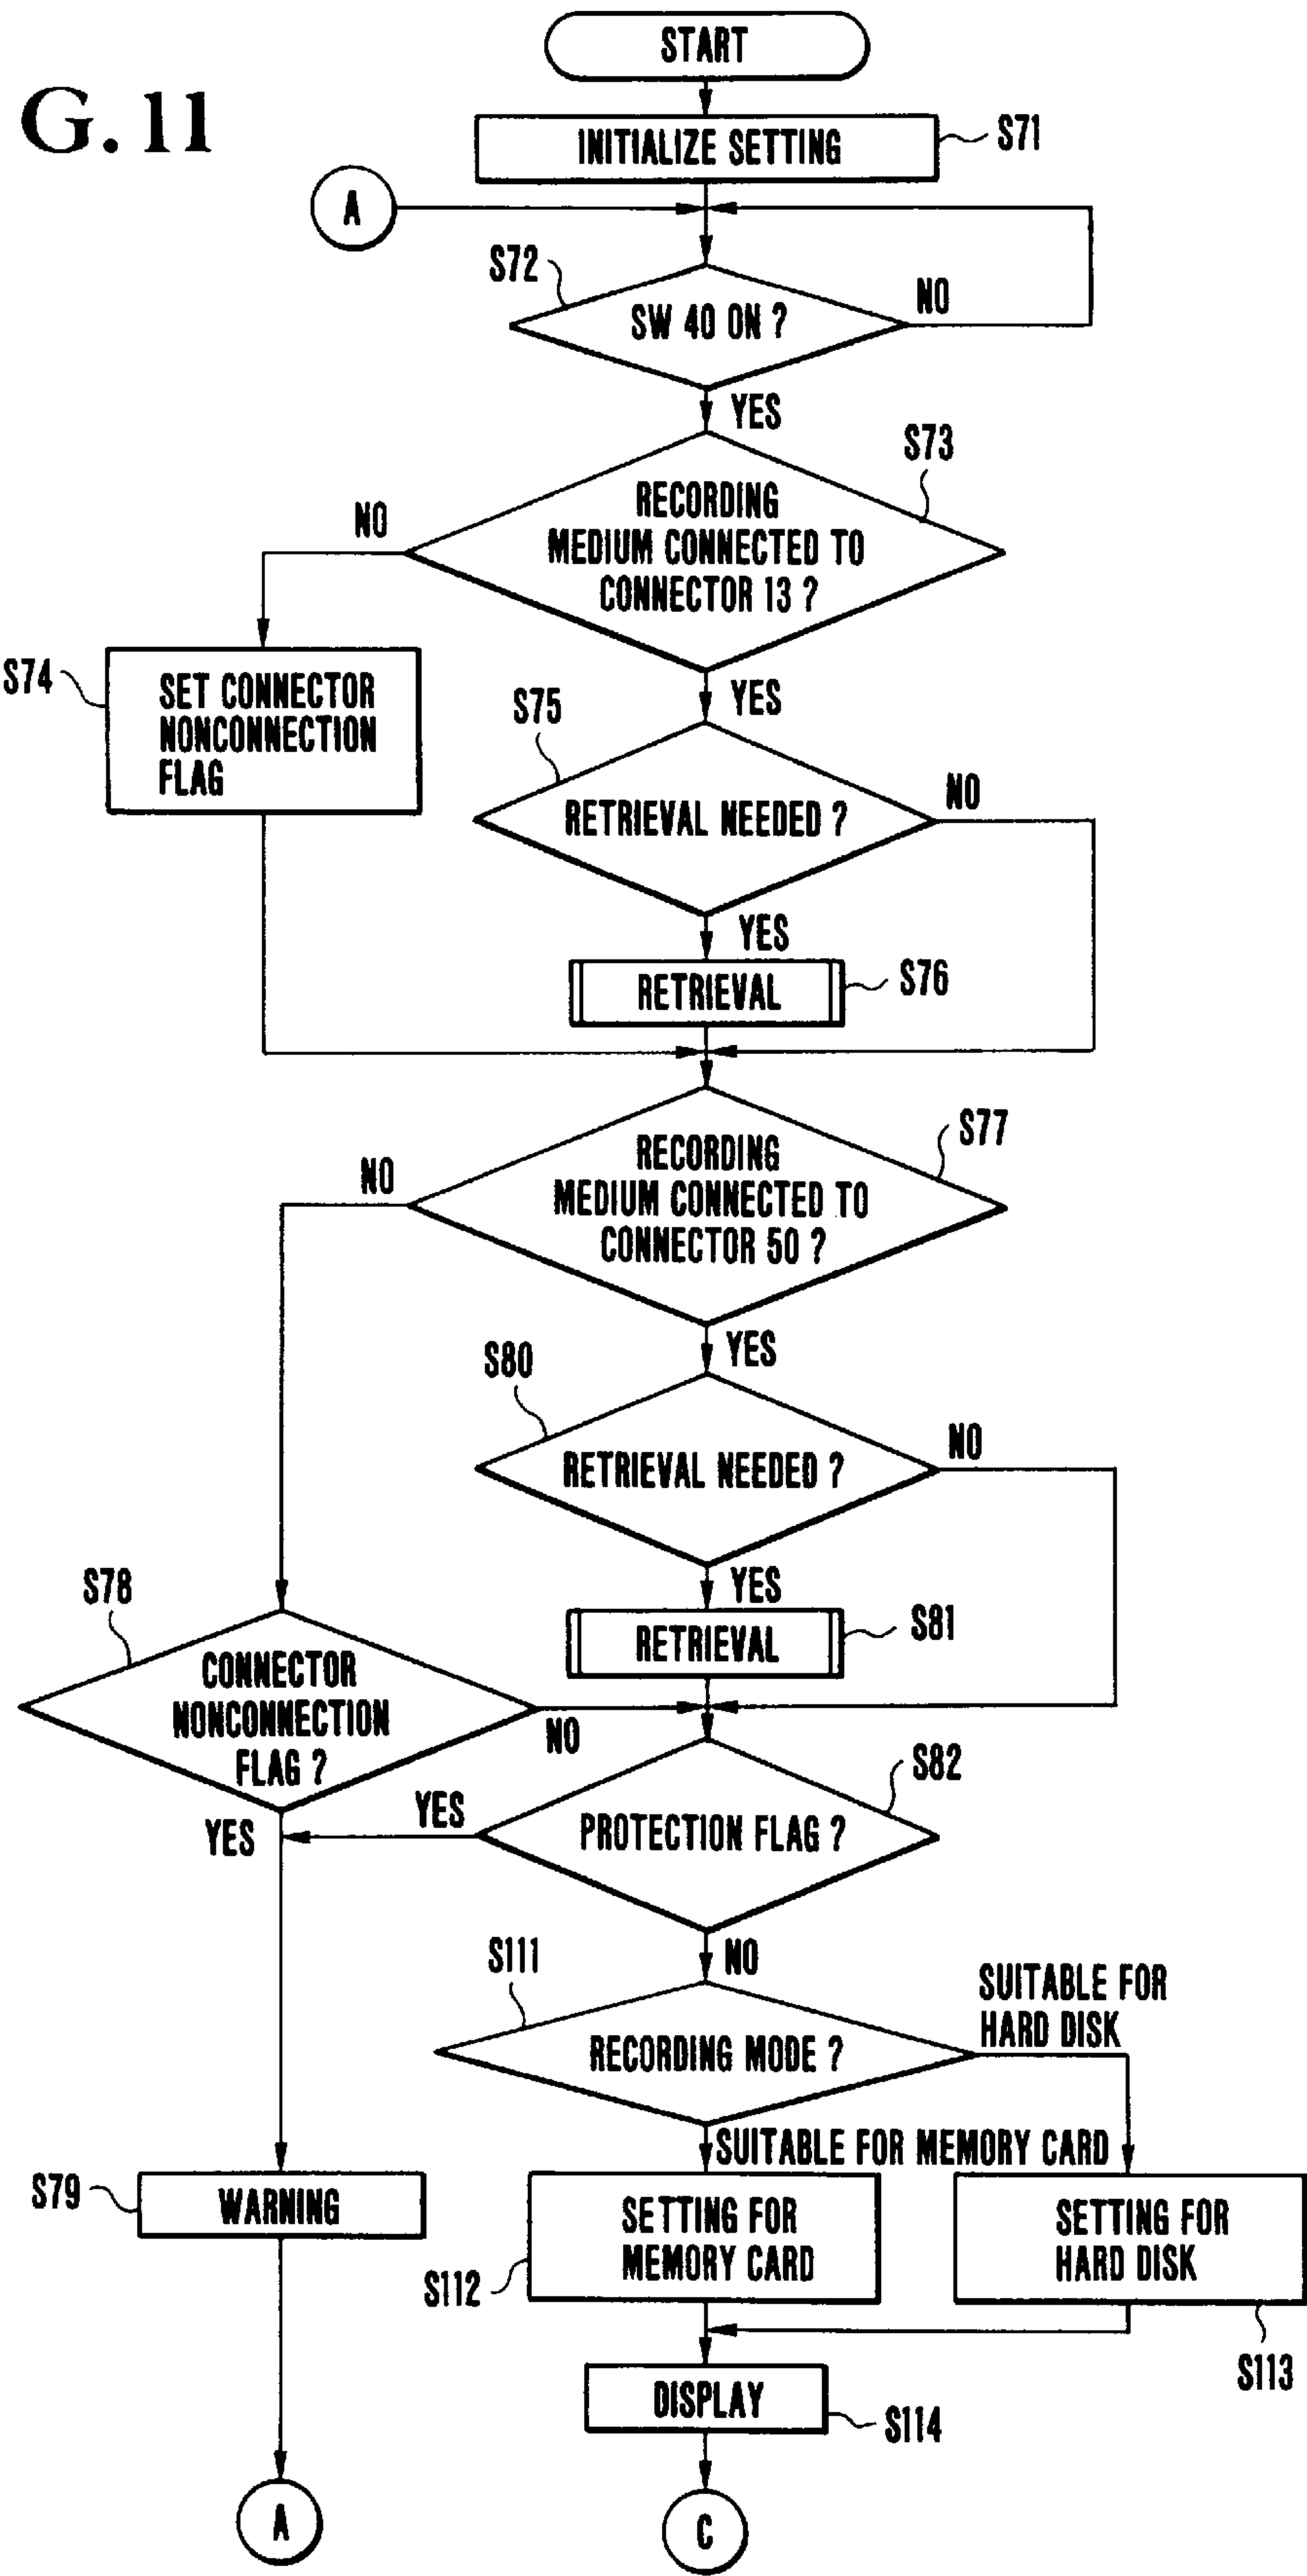 START
G. 11
INITIALIZE SETTING
S71
A
S72
SW 40 ON ?
NO
YES
S73
RECORDING
MEDIUM CONNECTED TO
CONNECTOR 13 ?
NO
S74
SET CONNECTOR
NONCONNECTION
FLAG
YES
S75
RETRIEVAL NEEDED ?
NO
YES
RETRIEVAL
S76
S77
RECORDING
MEDIUM CONNECTED TO
CONNECTOR 50 ?
NO
YES
S80
RETRIEVAL NEEDED ?
NO
YES
S78
RETRIEVAL
S81
CONNECTOR
NONCONNECTION
FLAG ?
NO
S82
YES
YES
PROTECTION FLAG ?
NO
S111
RECORDING MODE ?
SUITABLE FOR
HARD DISK
SUITABLE FOR MEMORY CARD
S79
WARNING
SETTING FOR
MEMORY CARD
S112
SETTING FOR
HARD DISK
S113
DISPLAY
S114
A
C